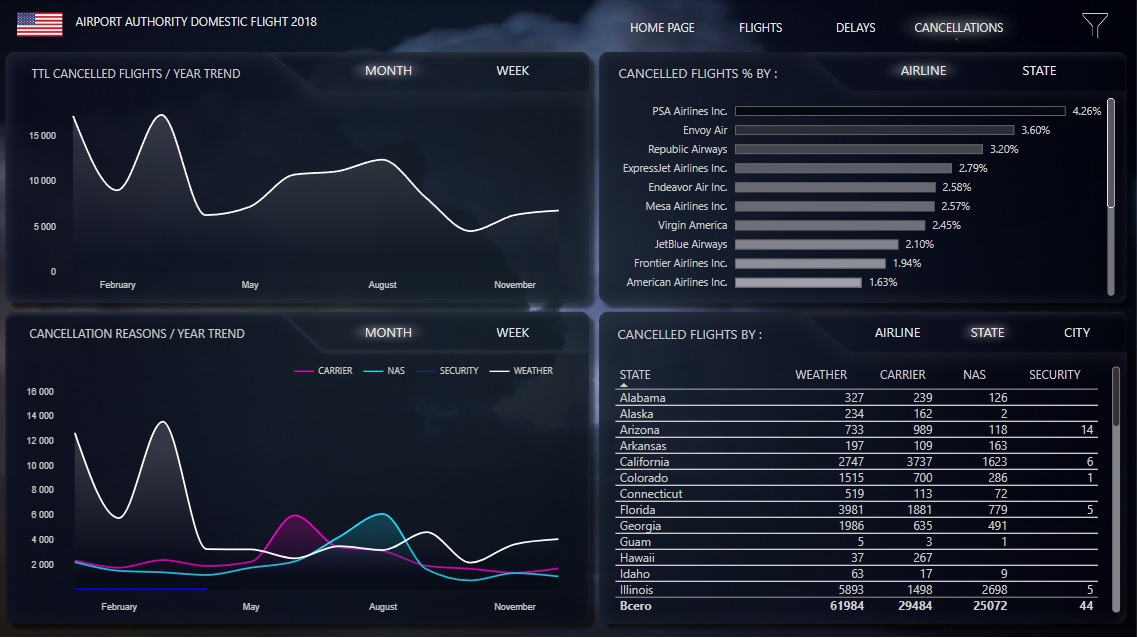 AIRPORT AUTHORITY DOMESTIC FLIGHT 2018
HOME PAGE FLIGHTS DELAYS CANCELLATIONS
TTL CANCELLED FLIGHTS / YEAR TREND MONTH WEEK
15 000
10 000
5 000
0
February May August November
CANCELLED FLIGHTS % BY : AIRLINE STATE
PSA Airlines Inc. 4.26%
Envoy Air 3.60%
Republic Airways 3.20%
ExpressJet Airlines Inc. 2.79%
Endeavor Air Inc. 2.58%
Mesa Airlines Inc. 2.57%
Virgin America 2.45%
JetBlue Airways 2.10%
Frontier Airlines Inc. 1.94%
American Airlines Inc. 1.63%
CANCELLATION REASONS / YEAR TREND MONTH WEEK
CARRIER NAS SECURITY WEATHER
16 000
14 000
12 000
10 000
8 000
6 000
4 000
2 000
February May August November
CANCELLED FLIGHTS BY : AIRLINE STATE CITY
STATE WEATHER CARRIER NAS SECURITY
Alabama 327 239 126
Alaska 234 162 2
Arizona 733 989 118 14
Arkansas 197 109 163
California 2747 3737 1623 6
Colorado 1515 700 286 1
Connecticut 519 113 72
Florida 3981 1881 779 5
Georgia 1986 635 491
Guam 5 3 1
Hawaii 37 267
Idaho 63 17 9
Illinois 5893 1498 2698 5
Всего 61984 29484 25072 44